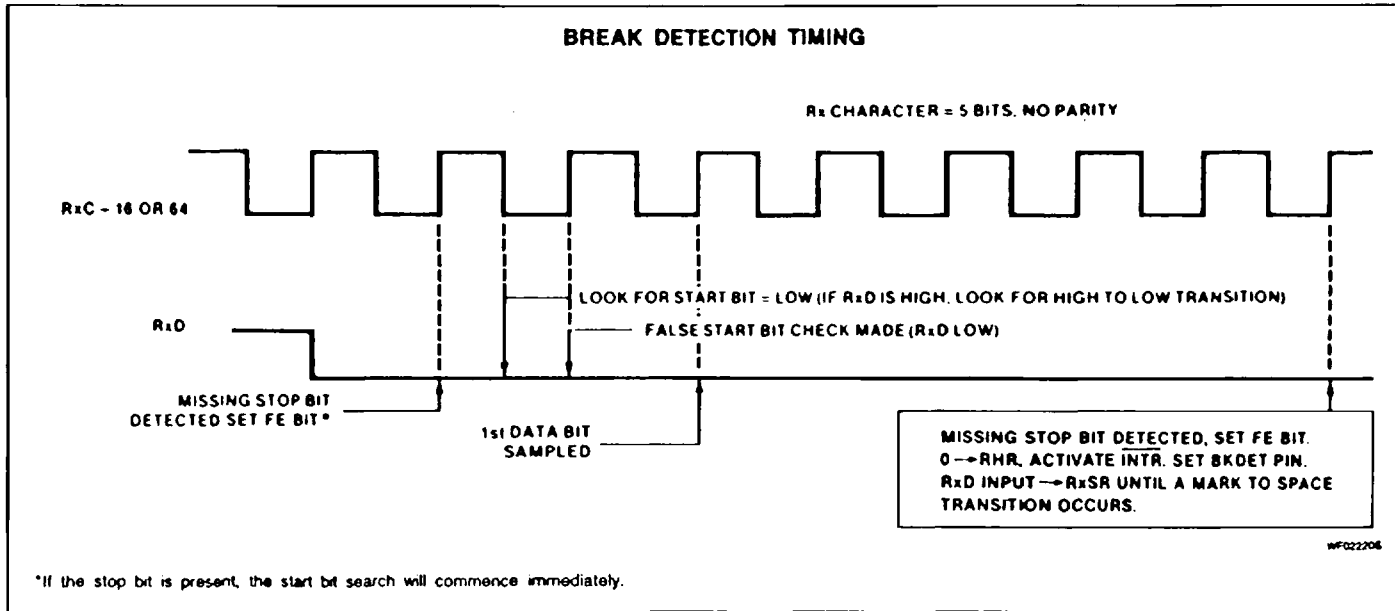 BREAK DETECTION TIMING
Rx CHARACTER = 5 BITS, NO PARITY
RxC ÷ 16 OR 64
LOOK FOR START BIT = LOW (IF RxD IS HIGH, LOOK FOR HIGH TO LOW TRANSITION)
RxD
FALSE START BIT CHECK MADE (RxD LOW)
MISSING STOP BIT
DETECTED SET FE BIT*
1st DATA BIT
SAMPLED
MISSING STOP BIT DETECTED, SET FE BIT.
0→RHR, ACTIVATE INTR. SET BKDET PIN.
RxD INPUT→RxSR UNTIL A MARK TO SPACE
TRANSITION OCCURS.
WF022206
*If the stop bit is present, the start bit search will commence immediately.